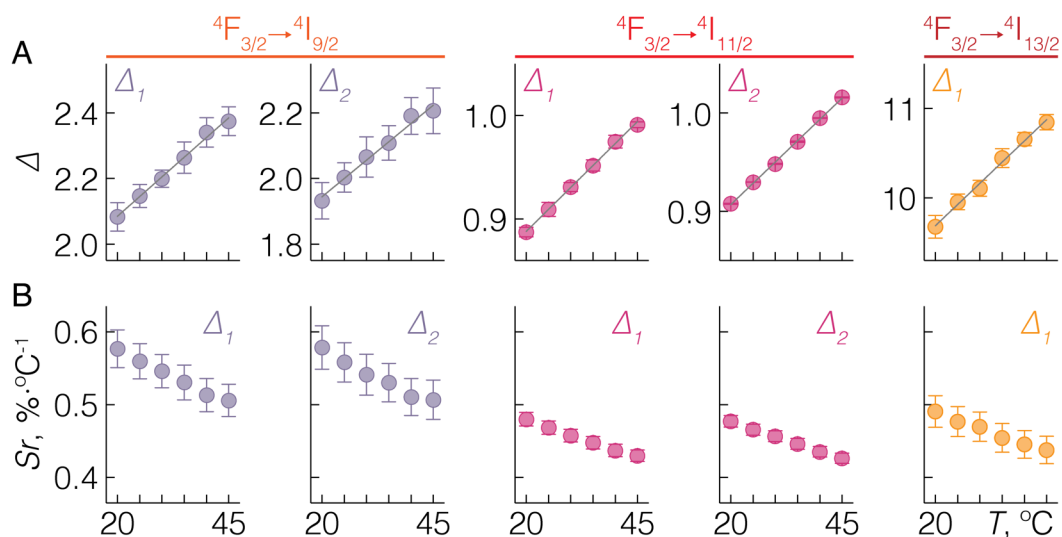 ⁴F₃/₂→⁴I₉/₂ ⁴F₃/₂→⁴I₁₁/₂ ⁴F₃/₂→⁴I₁₃/₂
A
Δ₁ Δ₂ Δ₁ Δ₂ Δ₁
Δ
2.4
2.2
2.0
2.2
2.0
1.8
1.0
0.9
1.0
0.9
11
10
B
Δ₁ Δ₂ Δ₁ Δ₂ Δ₁
Sr, %·°C⁻¹
0.6
0.5
0.4
20 45 20 45 20 45 20 45 20 T, °C